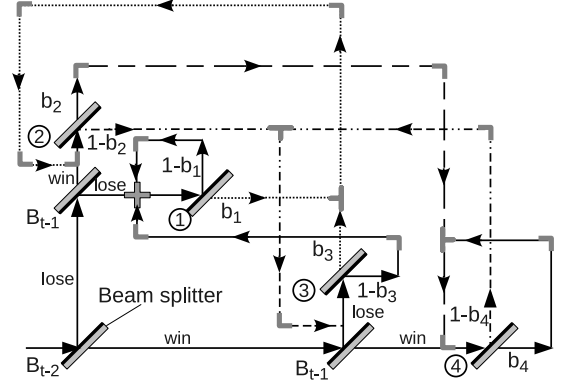 b₂
②
1-b₂
1-b₁
win
lose
B_{t-1}
①
b₁
b₃
③
1-b₃
lose
lose
Beam splitter
1-b₄
win
win
B_{t-2}
B_{t-1}
④
b₄